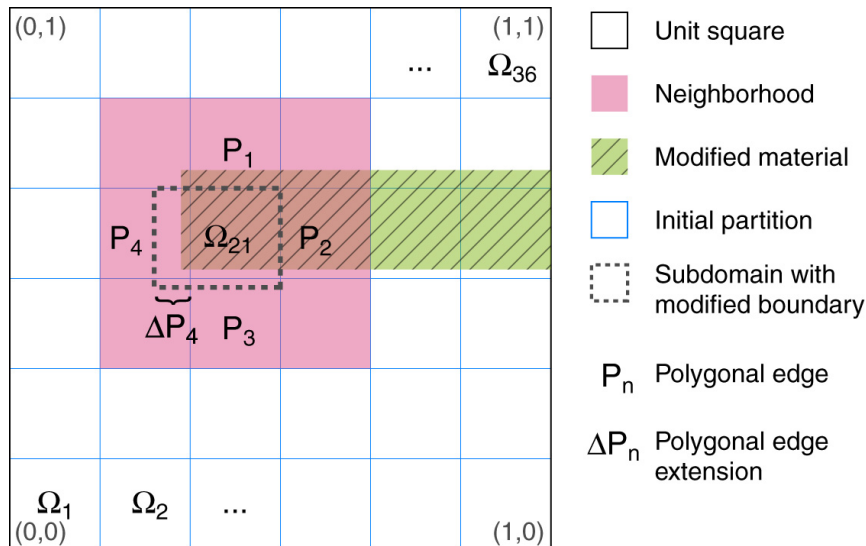 (0,1)
(1,1)
... Ω36
P1
P4
Ω21
P2
ΔP4
P3
Ω1
Ω2
...
(0,0)
(1,0)
Unit square
Neighborhood
Modified material
Initial partition
Subdomain with
modified boundary
Pn Polygonal edge
ΔPn Polygonal edge
extension